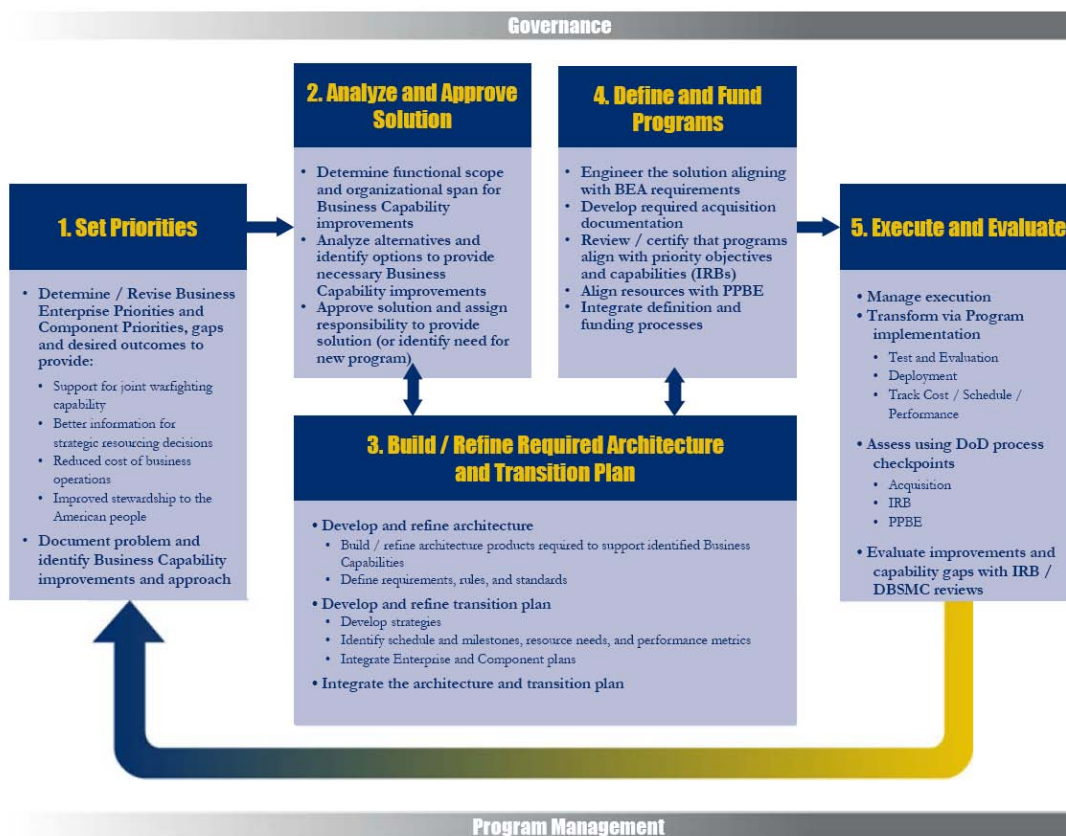 Governance
1. Set Priorities
• Determine / Revise Business
Enterprise Priorities and
Component Priorities, gaps
and desired outcomes to
provide:
• Support for joint warfighting
capability
• Better information for
strategic resourcing decisions
• Reduced cost of business
operations
• Improved stewardship to the
American people
• Document problem and
identify Business Capability
improvements and approach
2. Analyze and Approve
Solution
• Determine functional scope
and organizational span for
Business Capability
improvements
• Analyze alternatives and
identify options to provide
necessary Business
Capability improvements
• Approve solution and assign
responsibility to provide
solution (or identify need for
new program)
3. Build / Refine Required Architecture
and Transition Plan
• Develop and refine architecture
• Build / refine architecture products required to support identified Business
Capabilities
• Define requirements, rules, and standards
• Develop and refine transition plan
• Develop strategies
• Identify schedule and milestones, resource needs, and performance metrics
• Integrate Enterprise and Component plans
• Integrate the architecture and transition plan
4. Define and Fund
Programs
• Engineer the solution aligning
with BEA requirements
• Develop required acquisition
documentation
• Review / certify that programs
align with priority objectives
and capabilities (IRBs)
• Align resources with PPBE
• Integrate definition and
funding processes
5. Execute and Evaluate
• Manage execution
• Transform via Program
implementation
• Test and Evaluation
• Deployment
• Track Cost / Schedule /
Performance
• Assess using DoD process
checkpoints
• Acquisition
• IRB
• PPBE
• Evaluate improvements and
capability gaps with IRB /
DBSMC reviews
Program Management